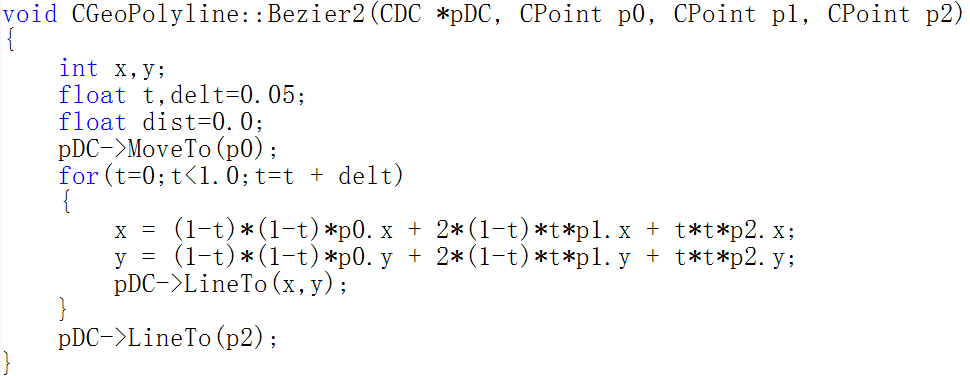 void CGeoPolyline::Bezier2(CDC *pDC, CPoint p0, CPoint p1, CPoint p2)
{
    int x,y;
    float t,delt=0.05;
    float dist=0.0;
    pDC->MoveTo(p0);
    for(t=0;t<1.0;t=t + delt)
    {
        x = (1-t)*(1-t)*p0.x + 2*(1-t)*t*p1.x + t*t*p2.x;
        y = (1-t)*(1-t)*p0.y + 2*(1-t)*t*p1.y + t*t*p2.y;
        pDC->LineTo(x,y);
    }
    pDC->LineTo(p2);
}